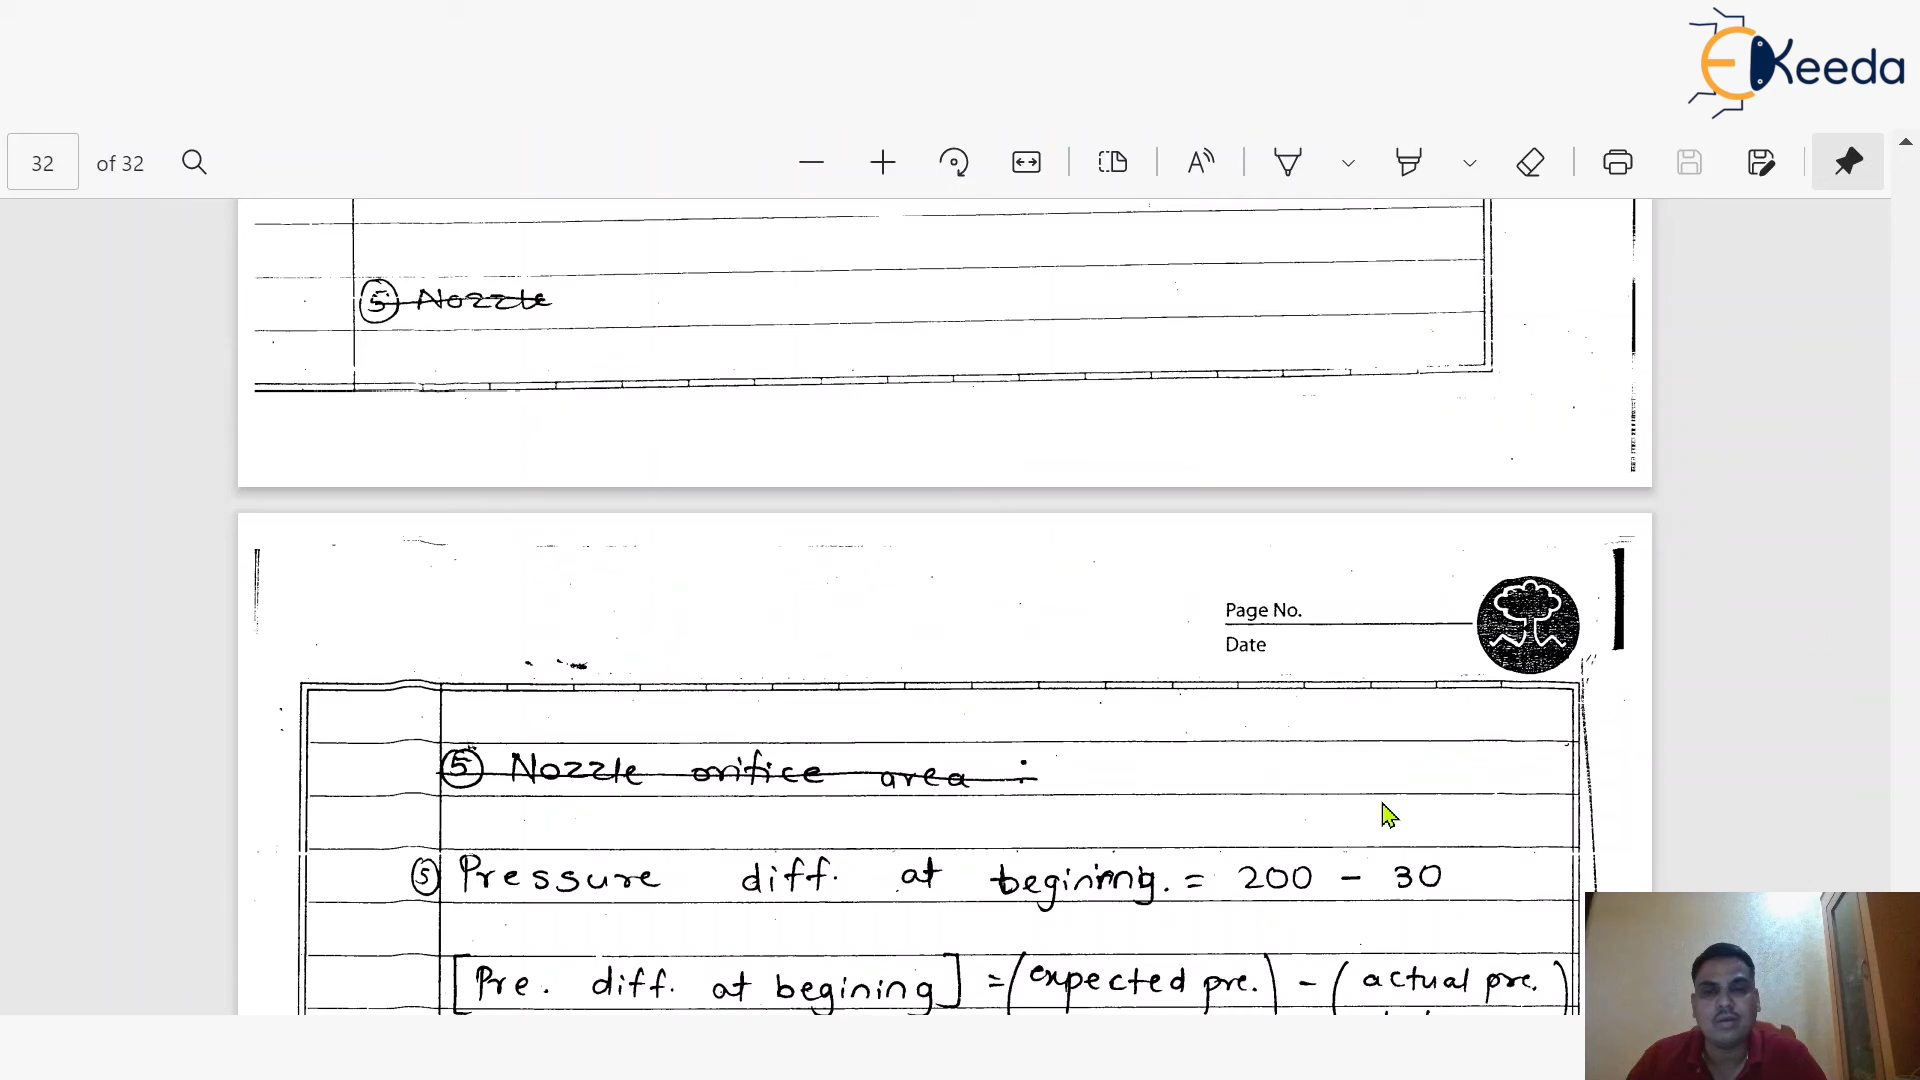 EKeeda
32 of 32
⑤ Nozzle
Page No.
Date
⑤ Nozzle orifice area :
⑤ Pressure diff. at begining. = 200 - 30
[Pre. diff. at begining] = (expected pre.) - (actual pre.